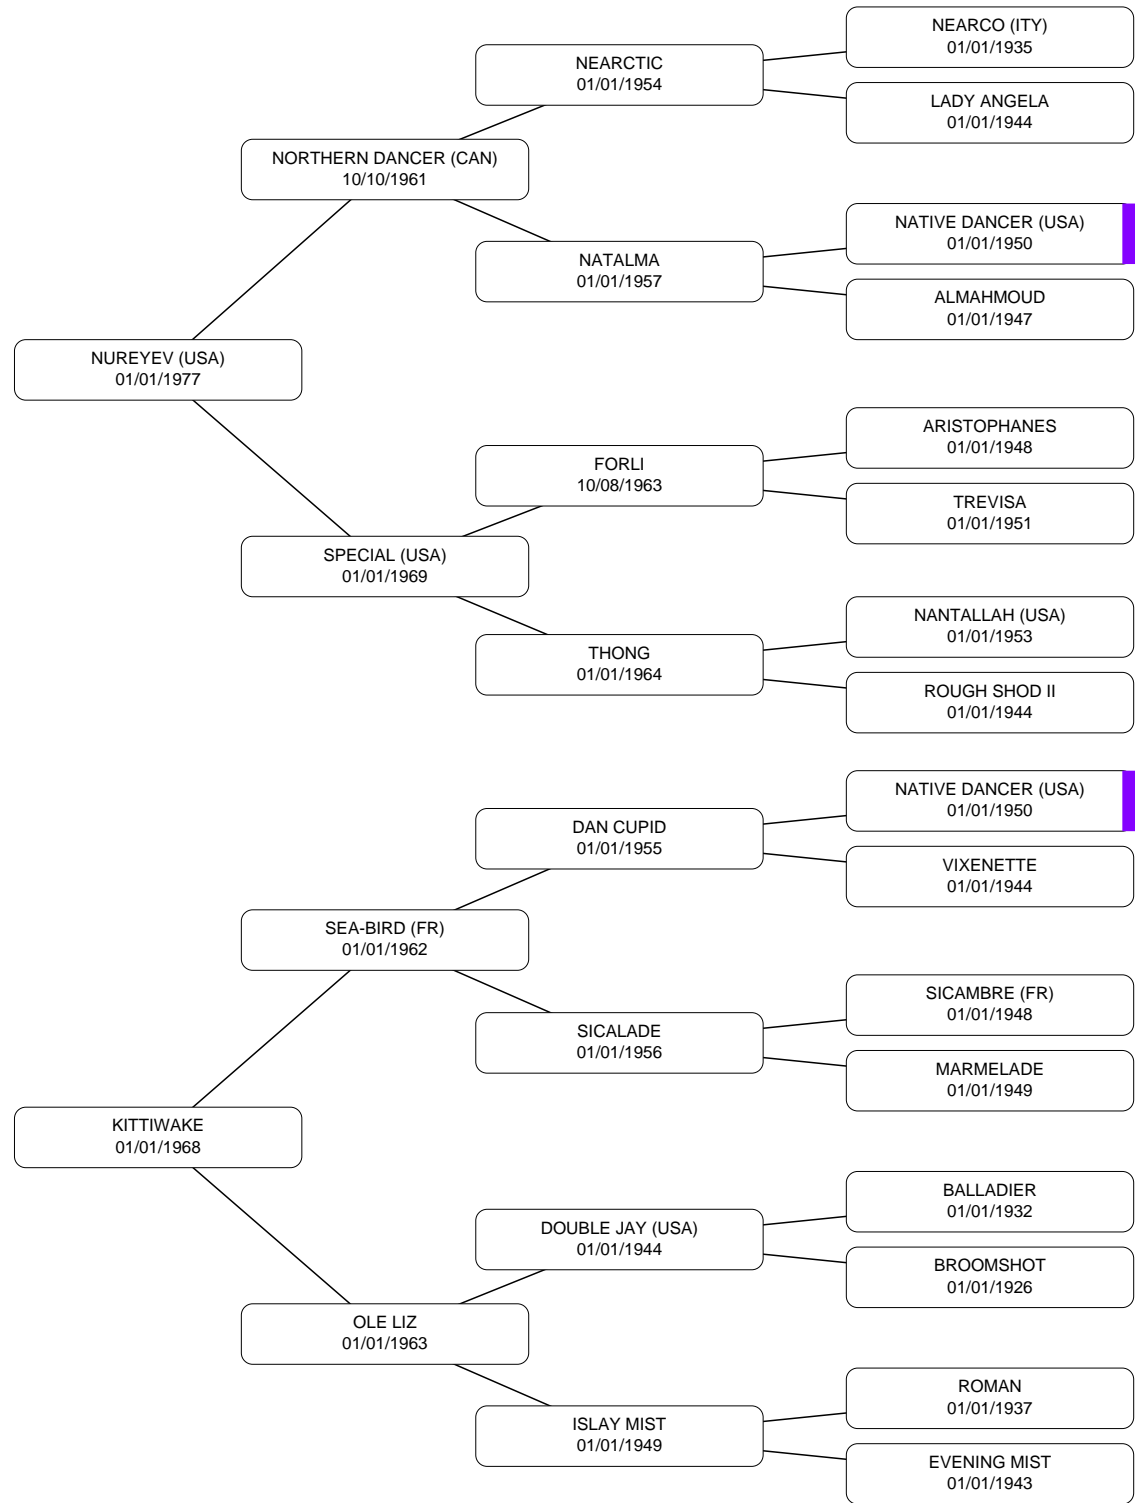 NEARCO (ITY)
01/01/1935
NEARCTIC
01/01/1954
LADY ANGELA
01/01/1944
NORTHERN DANCER (CAN)
10/10/1961
NATIVE DANCER (USA)
01/01/1950
NATALMA
01/01/1957
ALMAHMOUD
01/01/1947
NUREYEV (USA)
01/01/1977
ARISTOPHANES
01/01/1948
FORLI
10/08/1963
TREVISA
01/01/1951
SPECIAL (USA)
01/01/1969
NANTALLAH (USA)
01/01/1953
THONG
01/01/1964
ROUGH SHOD II
01/01/1944
NATIVE DANCER (USA)
01/01/1950
DAN CUPID
01/01/1955
VIXENETTE
01/01/1944
SEA-BIRD (FR)
01/01/1962
SICAMBRE (FR)
01/01/1948
SICALADE
01/01/1956
MARMELADE
01/01/1949
KITTIWAKE
01/01/1968
BALLADIER
01/01/1932
DOUBLE JAY (USA)
01/01/1944
BROOMSHOT
01/01/1926
OLE LIZ
01/01/1963
ROMAN
01/01/1937
ISLAY MIST
01/01/1949
EVENING MIST
01/01/1943